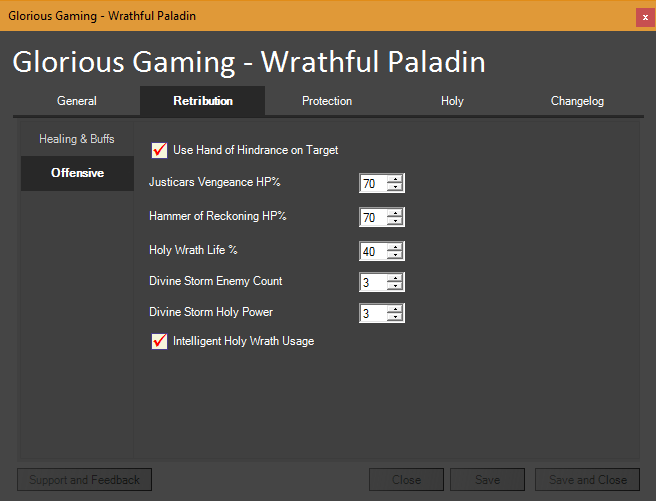 Glorious Gaming - Wrathful Paladin
x
Glorious Gaming - Wrathful Paladin
General Retribution Protection Holy Changelog
Healing & Buffs
Offensive
Use Hand of Hindrance on Target
Justicars Vengeance HP% 70
Hammer of Reckoning HP% 70
Holy Wrath Life % 40
Divine Storm Enemy Count 3
Divine Storm Holy Power 3
Intelligent Holy Wrath Usage
Support and Feedback Close Save Save and Close